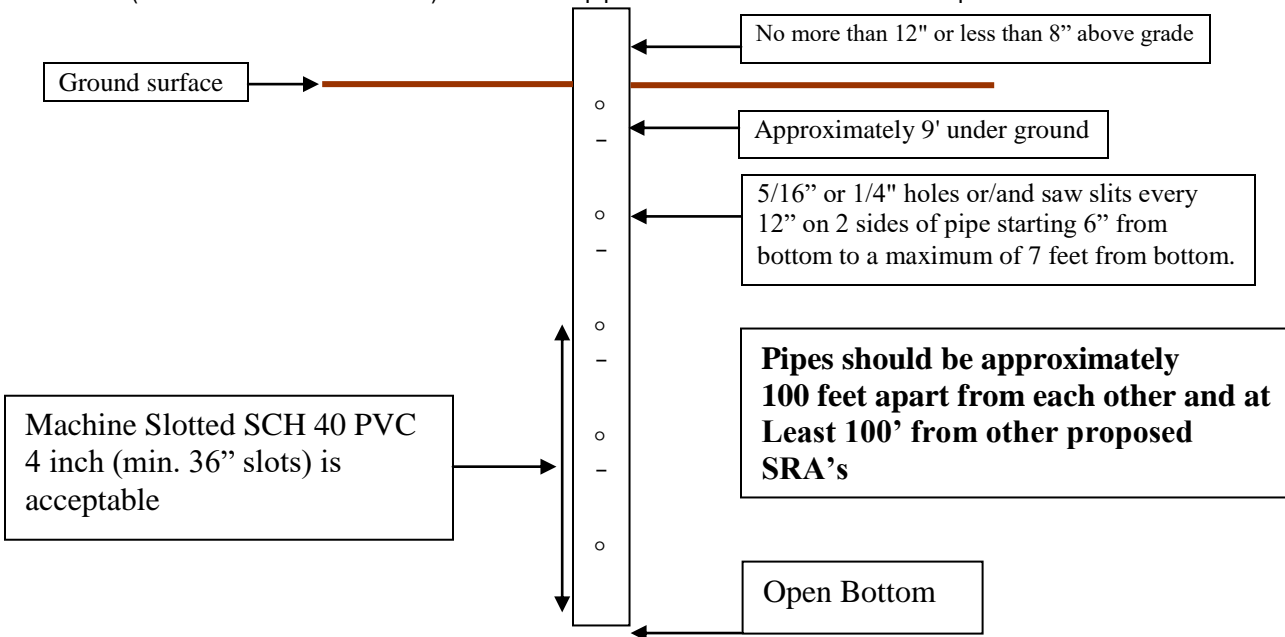 No more than 12" or less than 8” above grade
Ground surface
Approximately 9' under ground
5/16” or 1/4" holes or/and saw slits every
12” on 2 sides of pipe starting 6” from
bottom to a maximum of 7 feet from bottom.
Pipes should be approximately
100 feet apart from each other and at
Least 100’ from other proposed
SRA’s
Machine Slotted SCH 40 PVC
4 inch (min. 36” slots) is
acceptable
Open Bottom